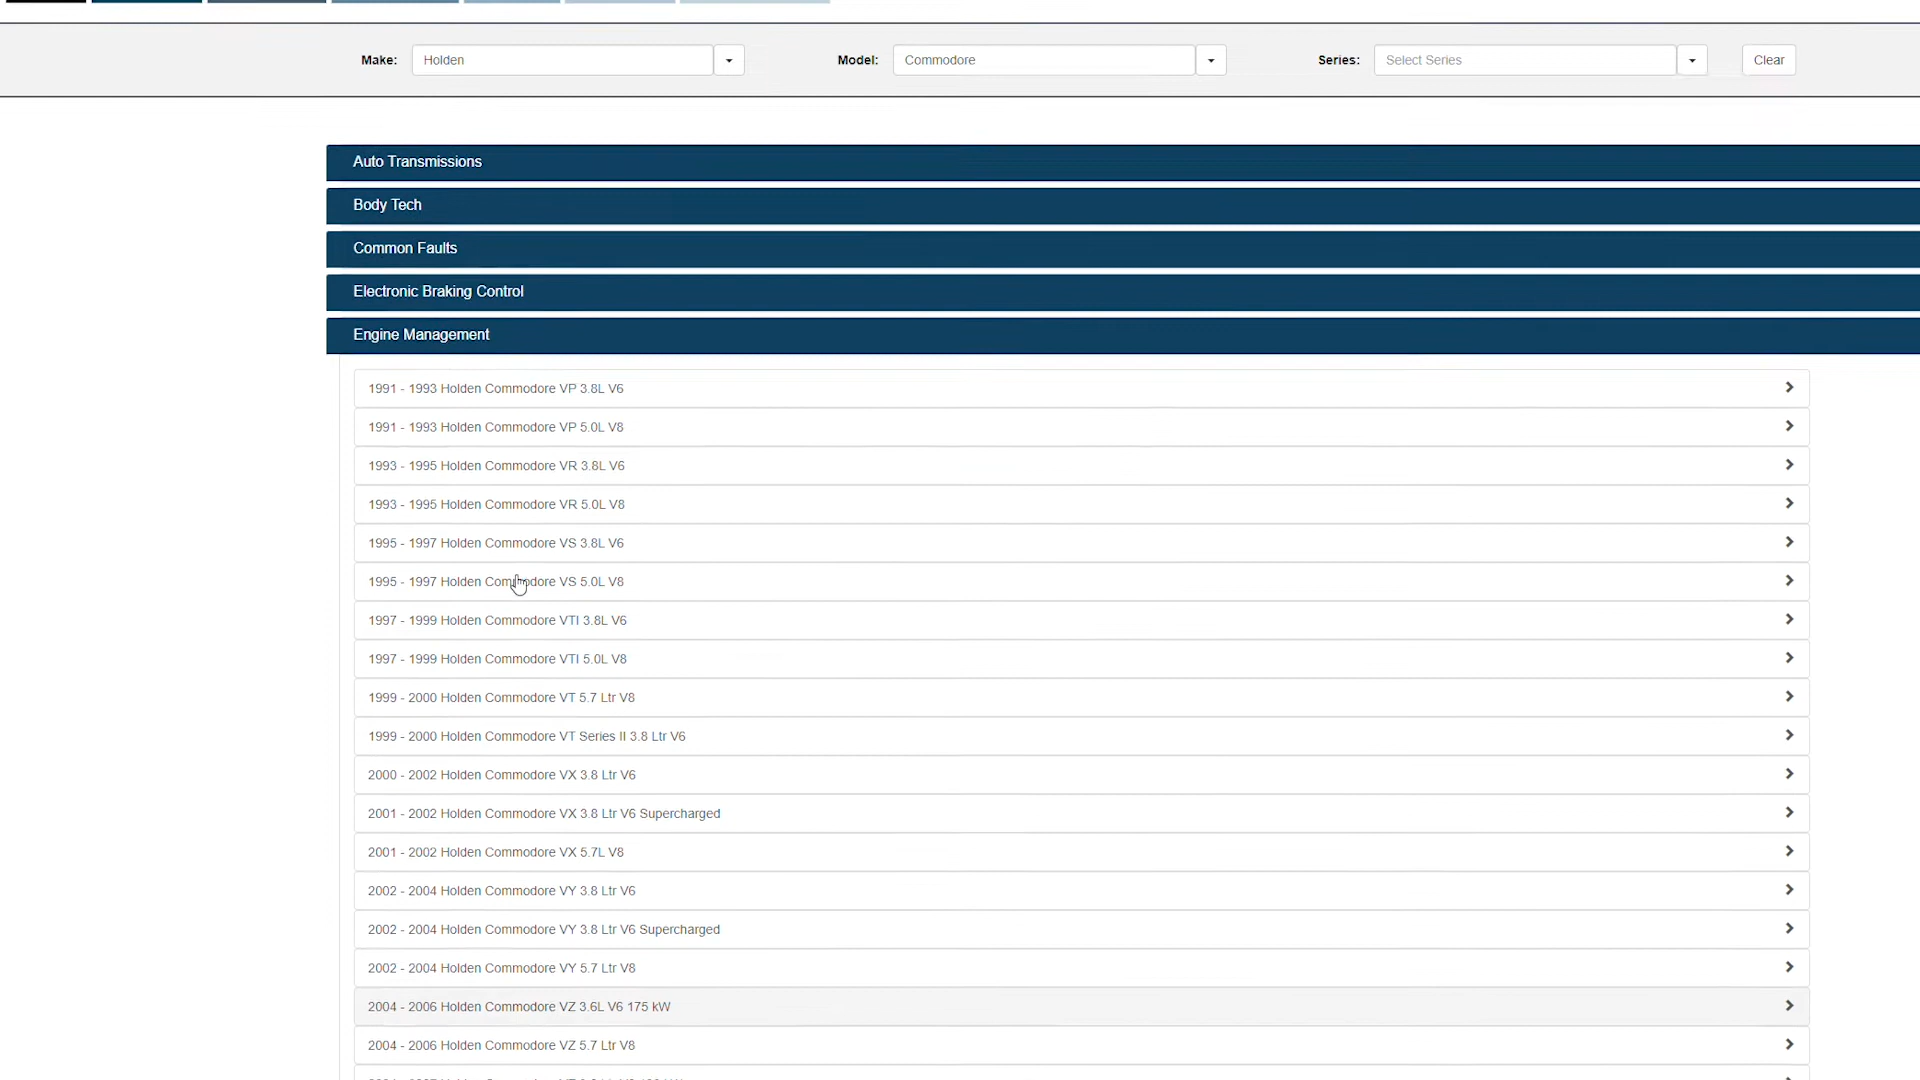 Make: Holden Model: Commodore Series: Select Series Clear
Auto Transmissions
Body Tech
Common Faults
Electronic Braking Control
Engine Management
1991 - 1993 Holden Commodore VP 3.8L V6
1991 - 1993 Holden Commodore VP 5.0L V8
1993 - 1995 Holden Commodore VR 3.8L V6
1993 - 1995 Holden Commodore VR 5.0L V8
1995 - 1997 Holden Commodore VS 3.8L V6
1995 - 1997 Holden Commodore VS 5.0L V8
1997 - 1999 Holden Commodore VTI 3.8L V6
1997 - 1999 Holden Commodore VTI 5.0L V8
1999 - 2000 Holden Commodore VT 5.7 Ltr V8
1999 - 2000 Holden Commodore VT Series II 3.8 Ltr V6
2000 - 2002 Holden Commodore VX 3.8 Ltr V6
2001 - 2002 Holden Commodore VX 3.8 Ltr V6 Supercharged
2001 - 2002 Holden Commodore VX 5.7L V8
2002 - 2004 Holden Commodore VY 3.8 Ltr V6
2002 - 2004 Holden Commodore VY 3.8 Ltr V6 Supercharged
2002 - 2004 Holden Commodore VY 5.7 Ltr V8
2004 - 2006 Holden Commodore VZ 3.6L V6 175 kW
2004 - 2006 Holden Commodore VZ 5.7 Ltr V8